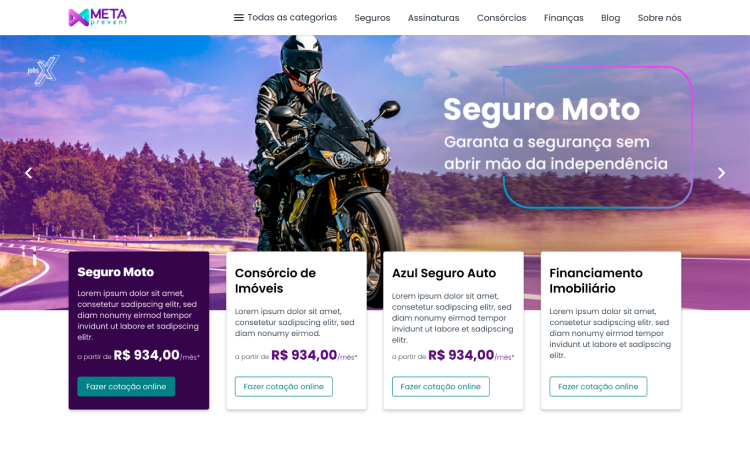 META
prevent
Todas as categorias
Seguros
Assinaturas
Consórcios
Finanças
Blog
Sobre nós
jobs X
Seguro Moto
Garanta a segurança sem
abrir mão da independência
Seguro Moto
Lorem ipsum dolor sit amet,
consetetur sadipscing elitr, sed
diam nonumy eirmod tempor
invidunt ut labore et sadipscing
elitr.
a partir de R$ 934,00/mês*
Fazer cotação online
Consórcio de
Imóveis
Lorem ipsum dolor sit amet,
consetetur sadipscing elitr, sed
diam nonumy eirmod.
a partir de R$ 934,00/mês*
Fazer cotação online
Azul Seguro Auto
Lorem ipsum dolor sit amet,
consetetur sadipscing elitr, sed
diam nonumy eirmod tempor
invidunt ut labore et sadipscing
elitr.
a partir de R$ 934,00/mês*
Fazer cotação online
Financiamento
Imobiliário
Lorem ipsum dolor sit amet,
consetetur sadipscing elitr, sed
diam nonumy eirmod tempor
invidunt ut labore et sadipscing
elitr.
Fazer cotação online